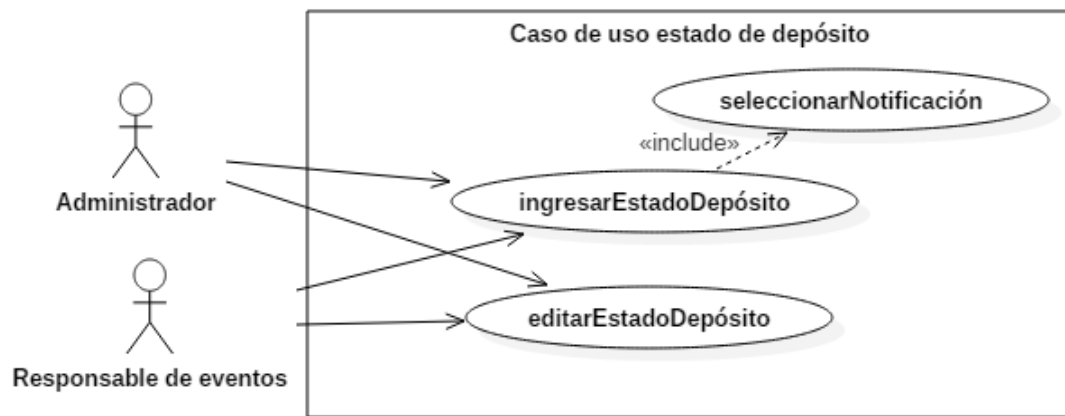 Caso de uso estado de depósito
seleccionarNotificación
«include»
Administrador
ingresarEstadoDepósito
editarEstadoDepósito
Responsable de eventos